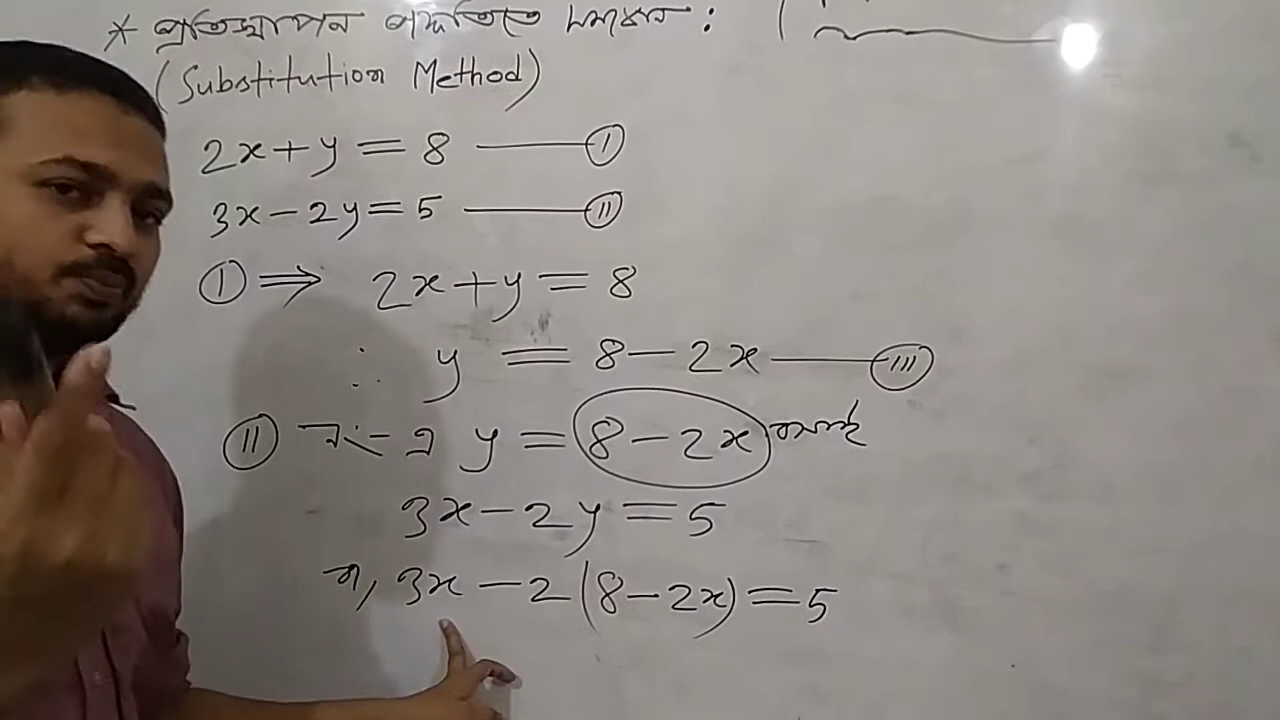 * প্রতিস্থাপন পদ্ধতিতে সমাধান :
(Substitution Method)
2x + y = 8 —— (I)
3x - 2y = 5 —— (II)
(I) ⇒ 2x + y = 8
∴ y = 8 - 2x —— (III)
(II) নং-এ y = 8 - 2x বসাই
3x - 2y = 5
বা, 3x - 2(8 - 2x) = 5